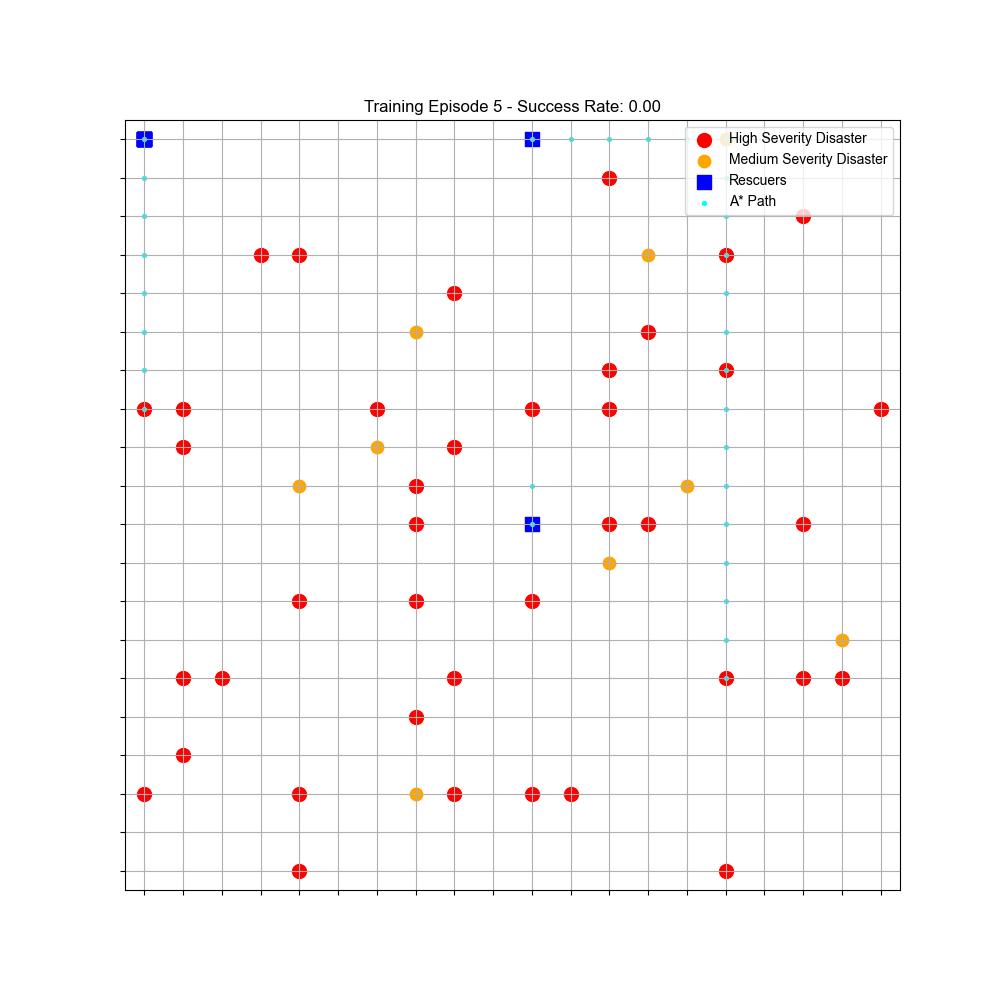 Training Episode 5 - Success Rate: 0.00
High Severity Disaster
Medium Severity Disaster
Rescuers
A* Path